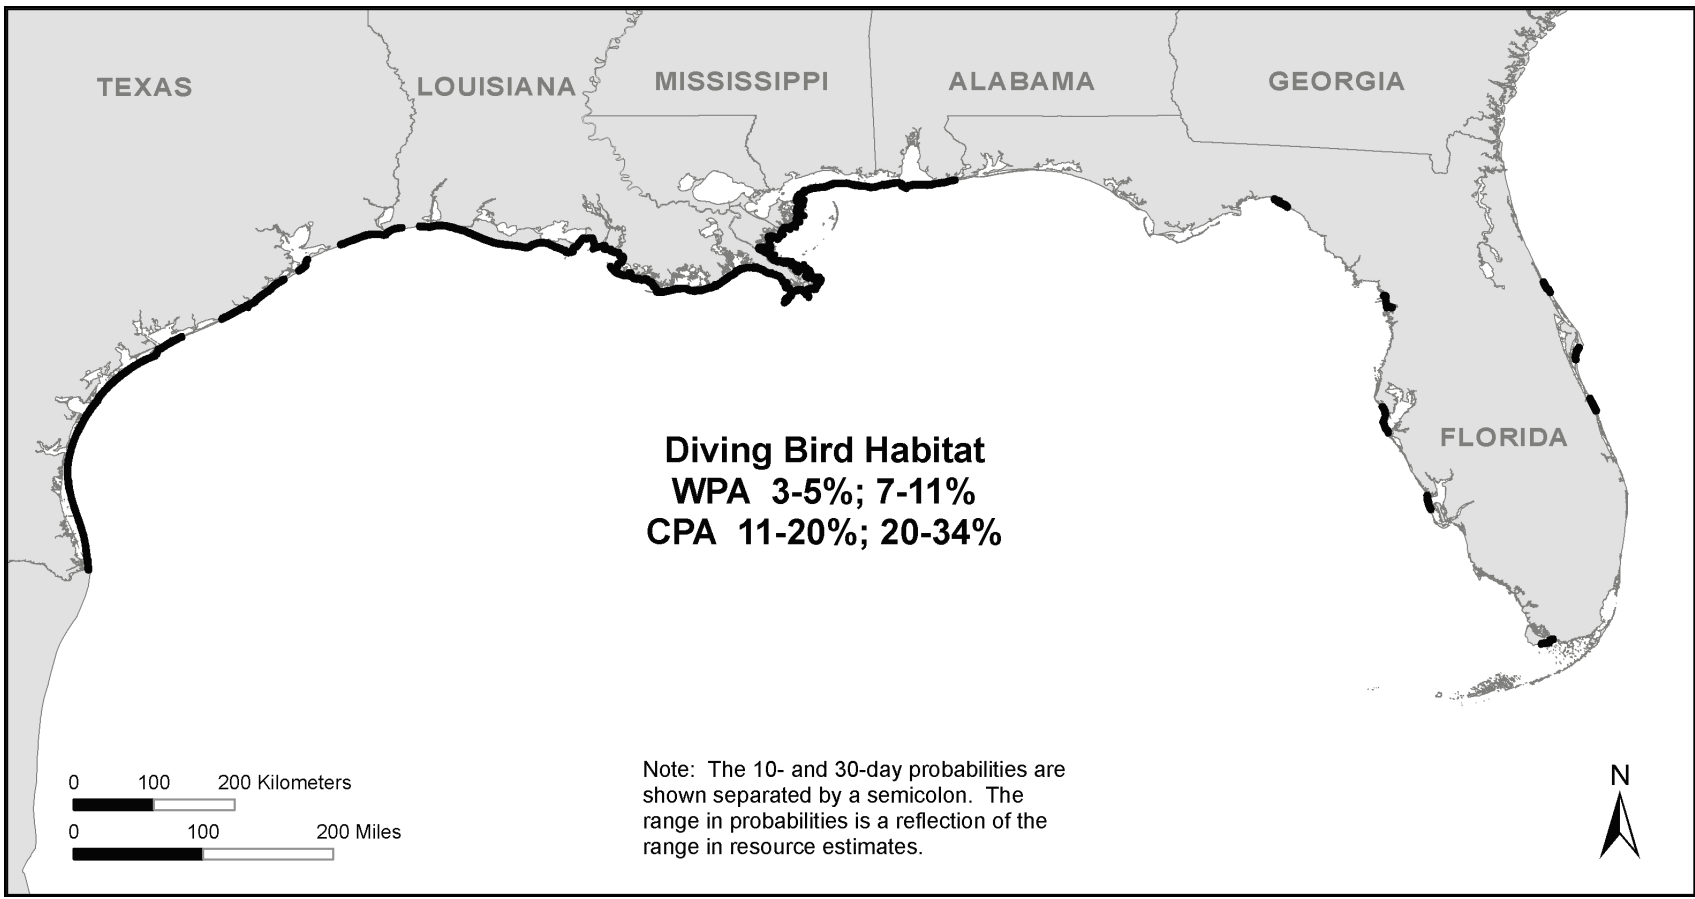 TEXAS
LOUISIANA
MISSISSIPPI
ALABAMA
GEORGIA
FLORIDA
Diving Bird Habitat
WPA 3-5%; 7-11%
CPA 11-20%; 20-34%
0 100 200 Kilometers
0 100 200 Miles
Note: The 10- and 30-day probabilities are
shown separated by a semicolon. The
range in probabilities is a reflection of the
range in resource estimates.
N